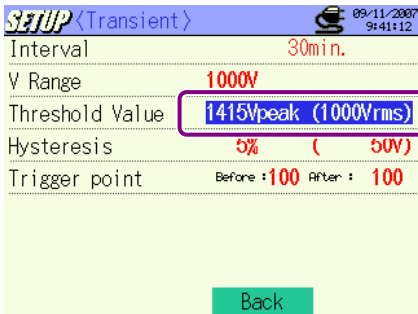 SETUP〈Transient〉 09/11/2007
9:41:12
Interval 30min.
V Range 1000V
Threshold Value 1415Vpeak (1000Vrms)
Hysteresis 5% ( 50V)
Trigger point Before :100 After : 100
Back